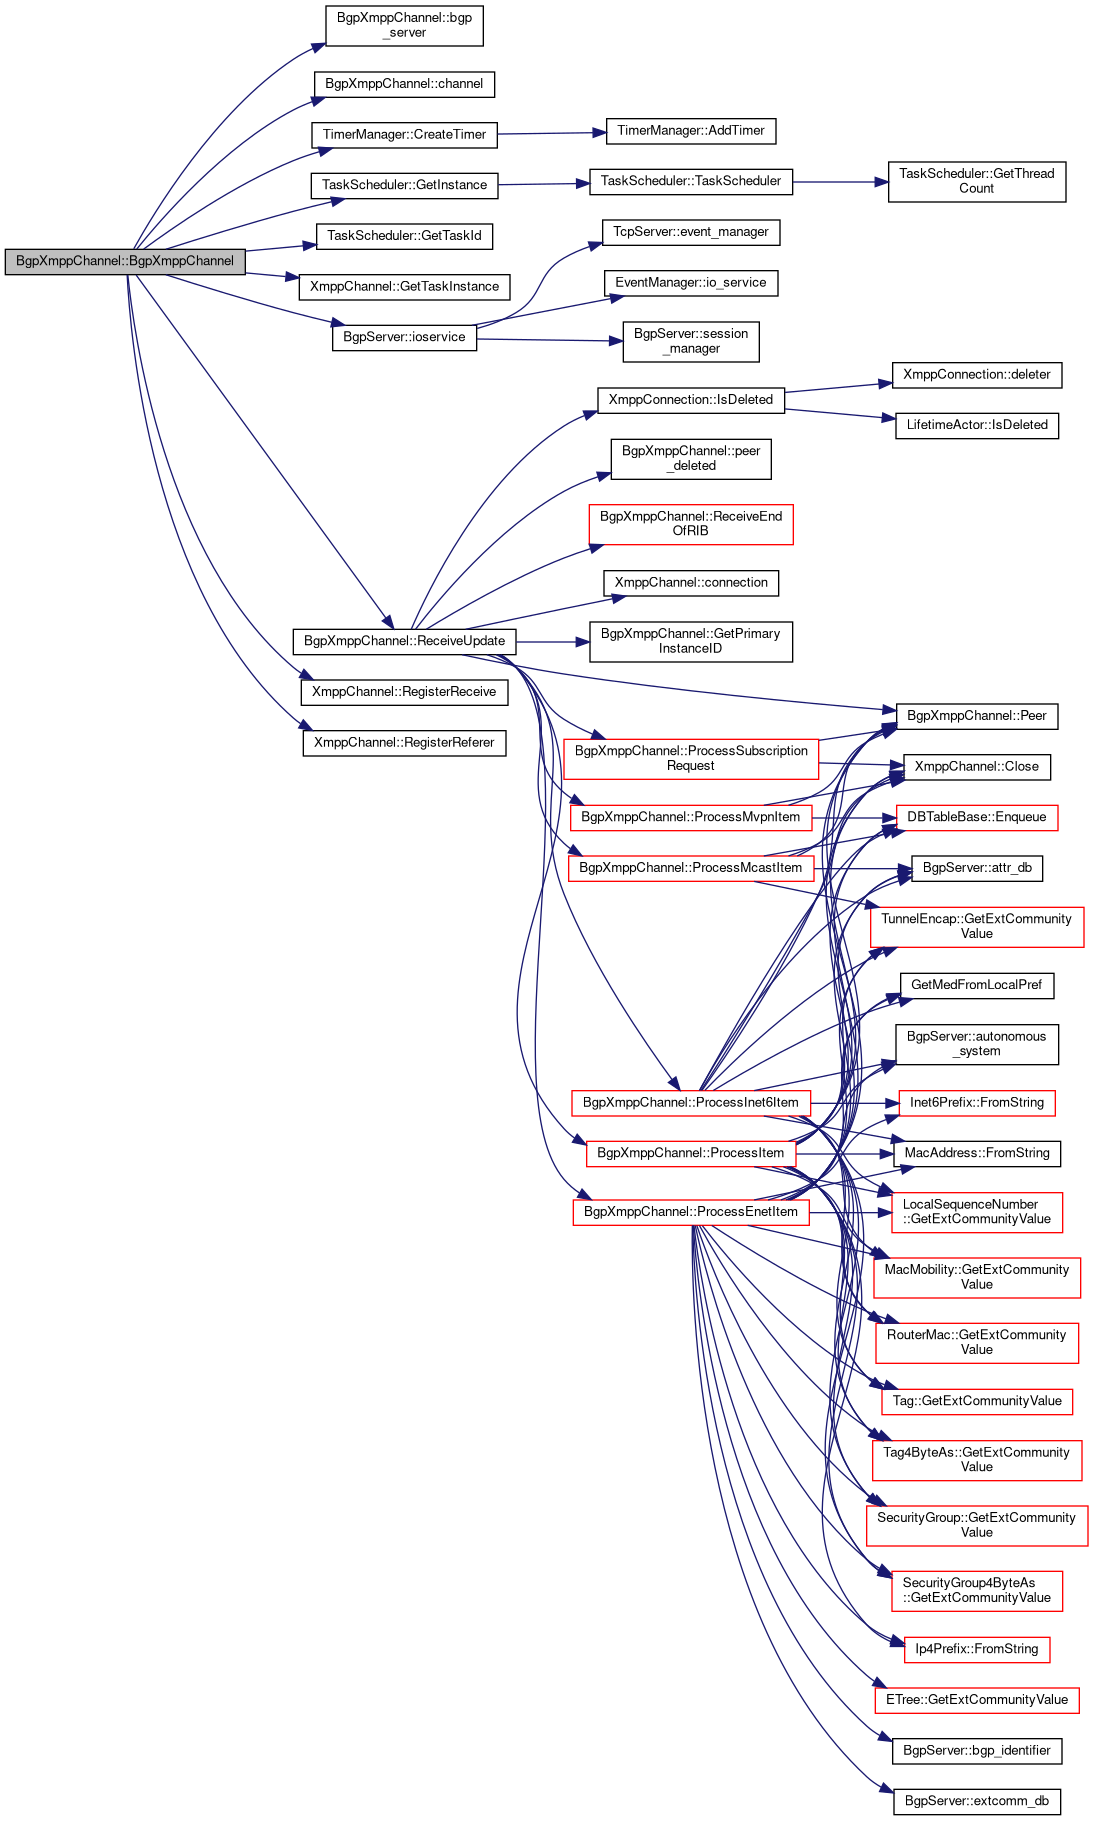 BgpXmppChannel::bgp
_server
BgpXmppChannel::channel
TimerManager::CreateTimer
TimerManager::AddTimer
TaskScheduler::GetInstance
TaskScheduler::TaskScheduler
TaskScheduler::GetThread
Count
TaskScheduler::GetTaskId
TcpServer::event_manager
BgpXmppChannel::BgpXmppChannel
XmppChannel::GetTaskInstance
EventManager::io_service
BgpServer::ioservice
BgpServer::session
_manager
XmppConnection::deleter
XmppConnection::IsDeleted
LifetimeActor::IsDeleted
BgpXmppChannel::peer
_deleted
BgpXmppChannel::ReceiveEnd
OfRIB
XmppChannel::connection
BgpXmppChannel::ReceiveUpdate
BgpXmppChannel::GetPrimary
InstanceID
XmppChannel::RegisterReceive
BgpXmppChannel::Peer
XmppChannel::RegisterReferer
BgpXmppChannel::ProcessSubscription
Request
XmppChannel::Close
BgpXmppChannel::ProcessMvpnItem
DBTableBase::Enqueue
BgpXmppChannel::ProcessMcastItem
BgpServer::attr_db
TunnelEncap::GetExtCommunity
Value
GetMedFromLocalPref
BgpServer::autonomous
_system
BgpXmppChannel::ProcessInet6Item
Inet6Prefix::FromString
BgpXmppChannel::ProcessItem
MacAddress::FromString
BgpXmppChannel::ProcessEnetItem
LocalSequenceNumber
::GetExtCommunityValue
MacMobility::GetExtCommunity
Value
RouterMac::GetExtCommunity
Value
Tag::GetExtCommunityValue
Tag4ByteAs::GetExtCommunity
Value
SecurityGroup::GetExtCommunity
Value
SecurityGroup4ByteAs
::GetExtCommunityValue
Ip4Prefix::FromString
ETree::GetExtCommunityValue
BgpServer::bgp_identifier
BgpServer::extcomm_db